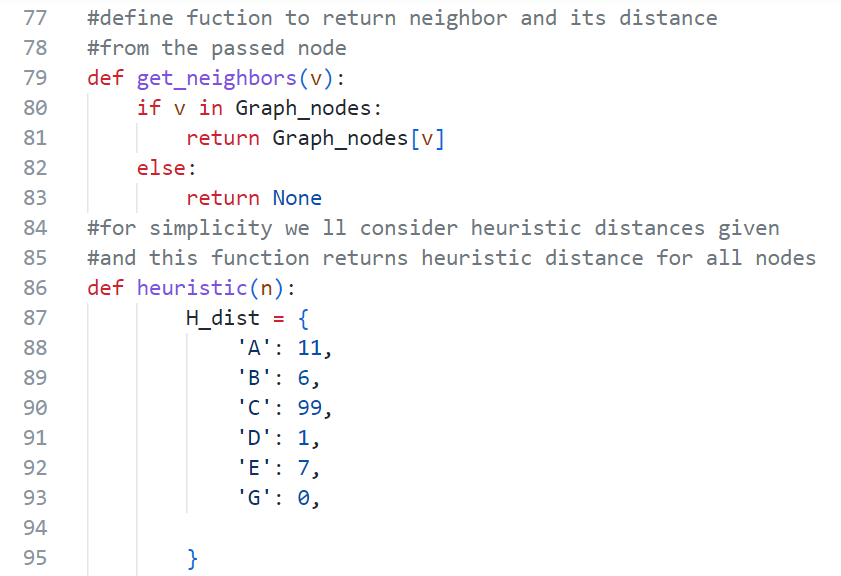 77 #define fuction to return neighbor and its distance
78 #from the passed node
79 def get_neighbors(v):
80     if v in Graph_nodes:
81         return Graph_nodes[v]
82     else:
83         return None
84 #for simplicity we ll consider heuristic distances given
85 #and this function returns heuristic distance for all nodes
86 def heuristic(n):
87         H_dist = {
88             'A': 11,
89             'B': 6,
90             'C': 99,
91             'D': 1,
92             'E': 7,
93             'G': 0,
94
95         }